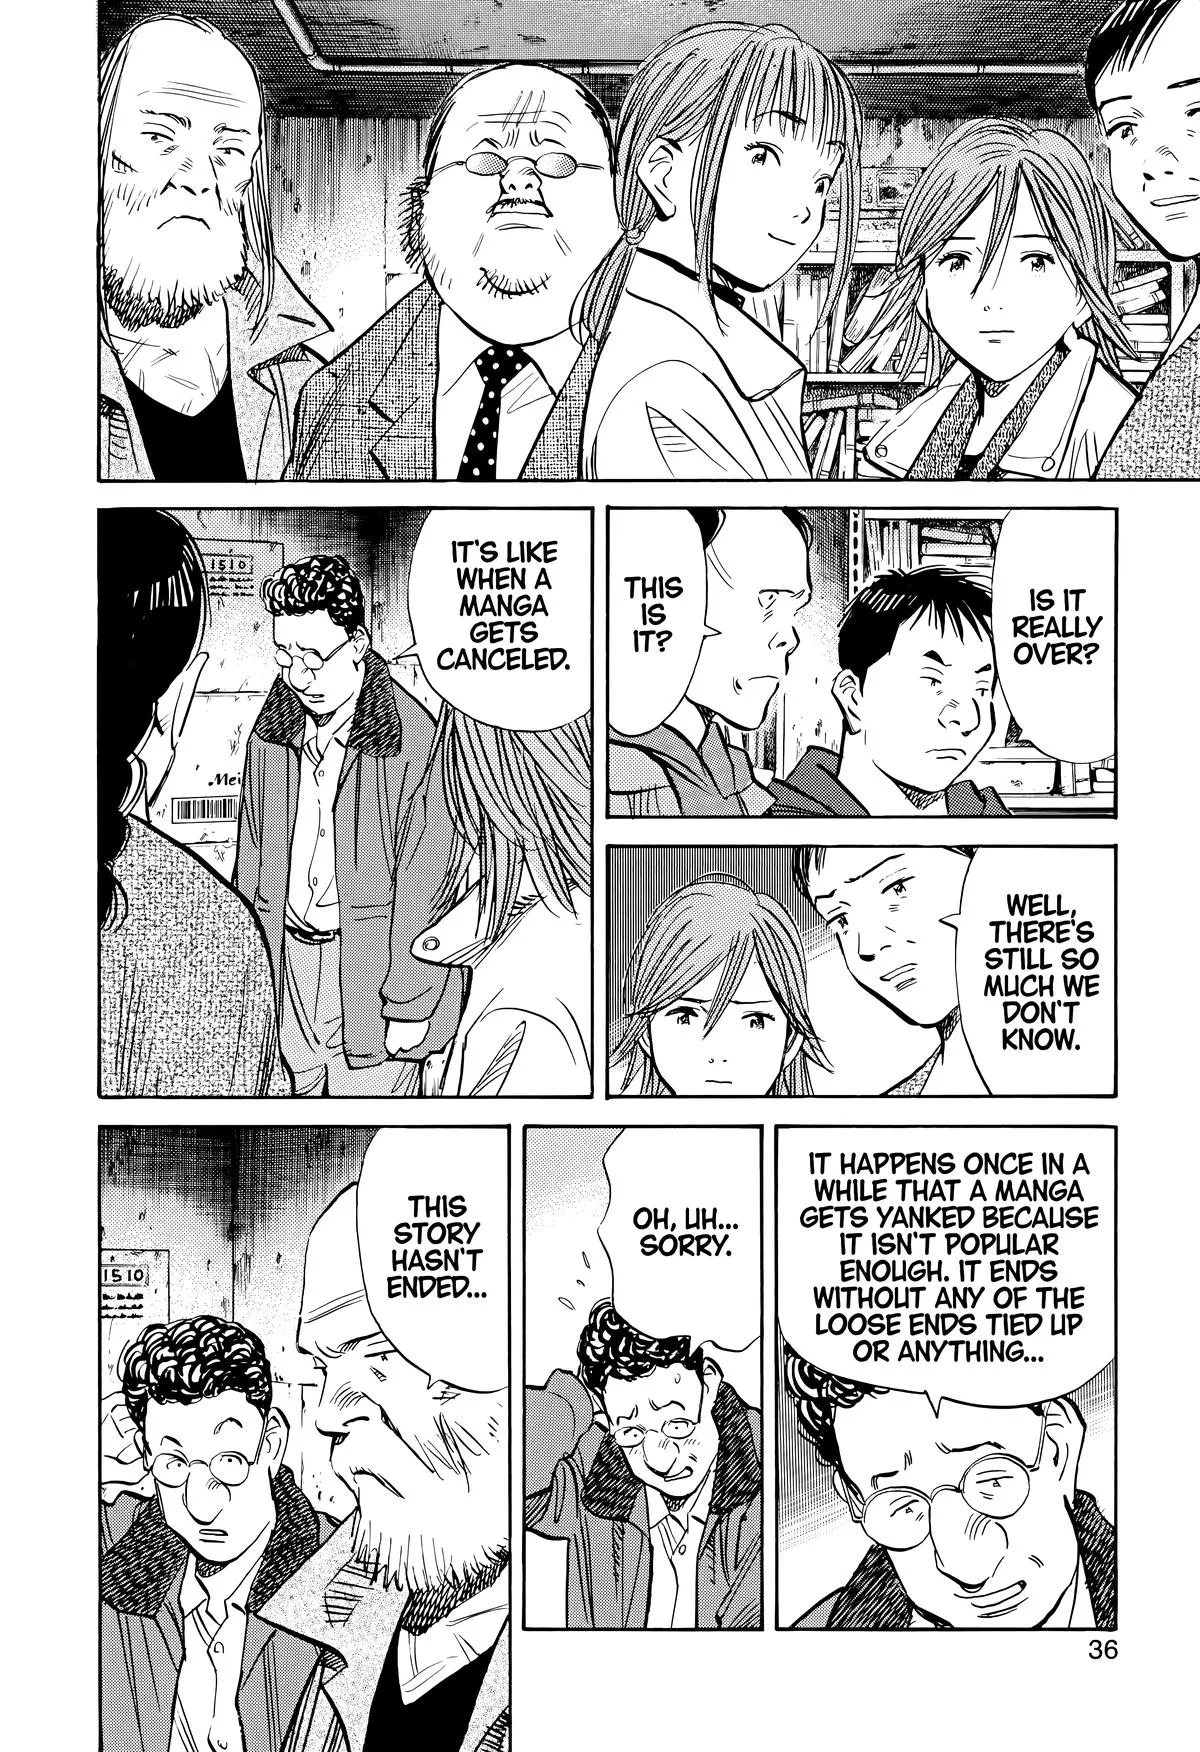 IS IT
REALLY
OVER?
THIS
IS
IT?
WELL,
THERE'S
STILL SO
MUCH WE
DON'T
KNOW.
IT'S LIKE
WHEN A
MANGA
GETS
CANCELED.
1510
.Mei
IT HAPPENS ONCE IN A
WHILE THAT A MANGA
GETS YANKED BECAUSE
IT ISN'T POPULAR
ENOUGH. IT ENDS
WITHOUT ANY OF THE
LOOSE ENDS TIED UP
OR ANYTHING...
OH, UH...
SORRY.
THIS
STORY
HASN'T
ENDED...
1510
36